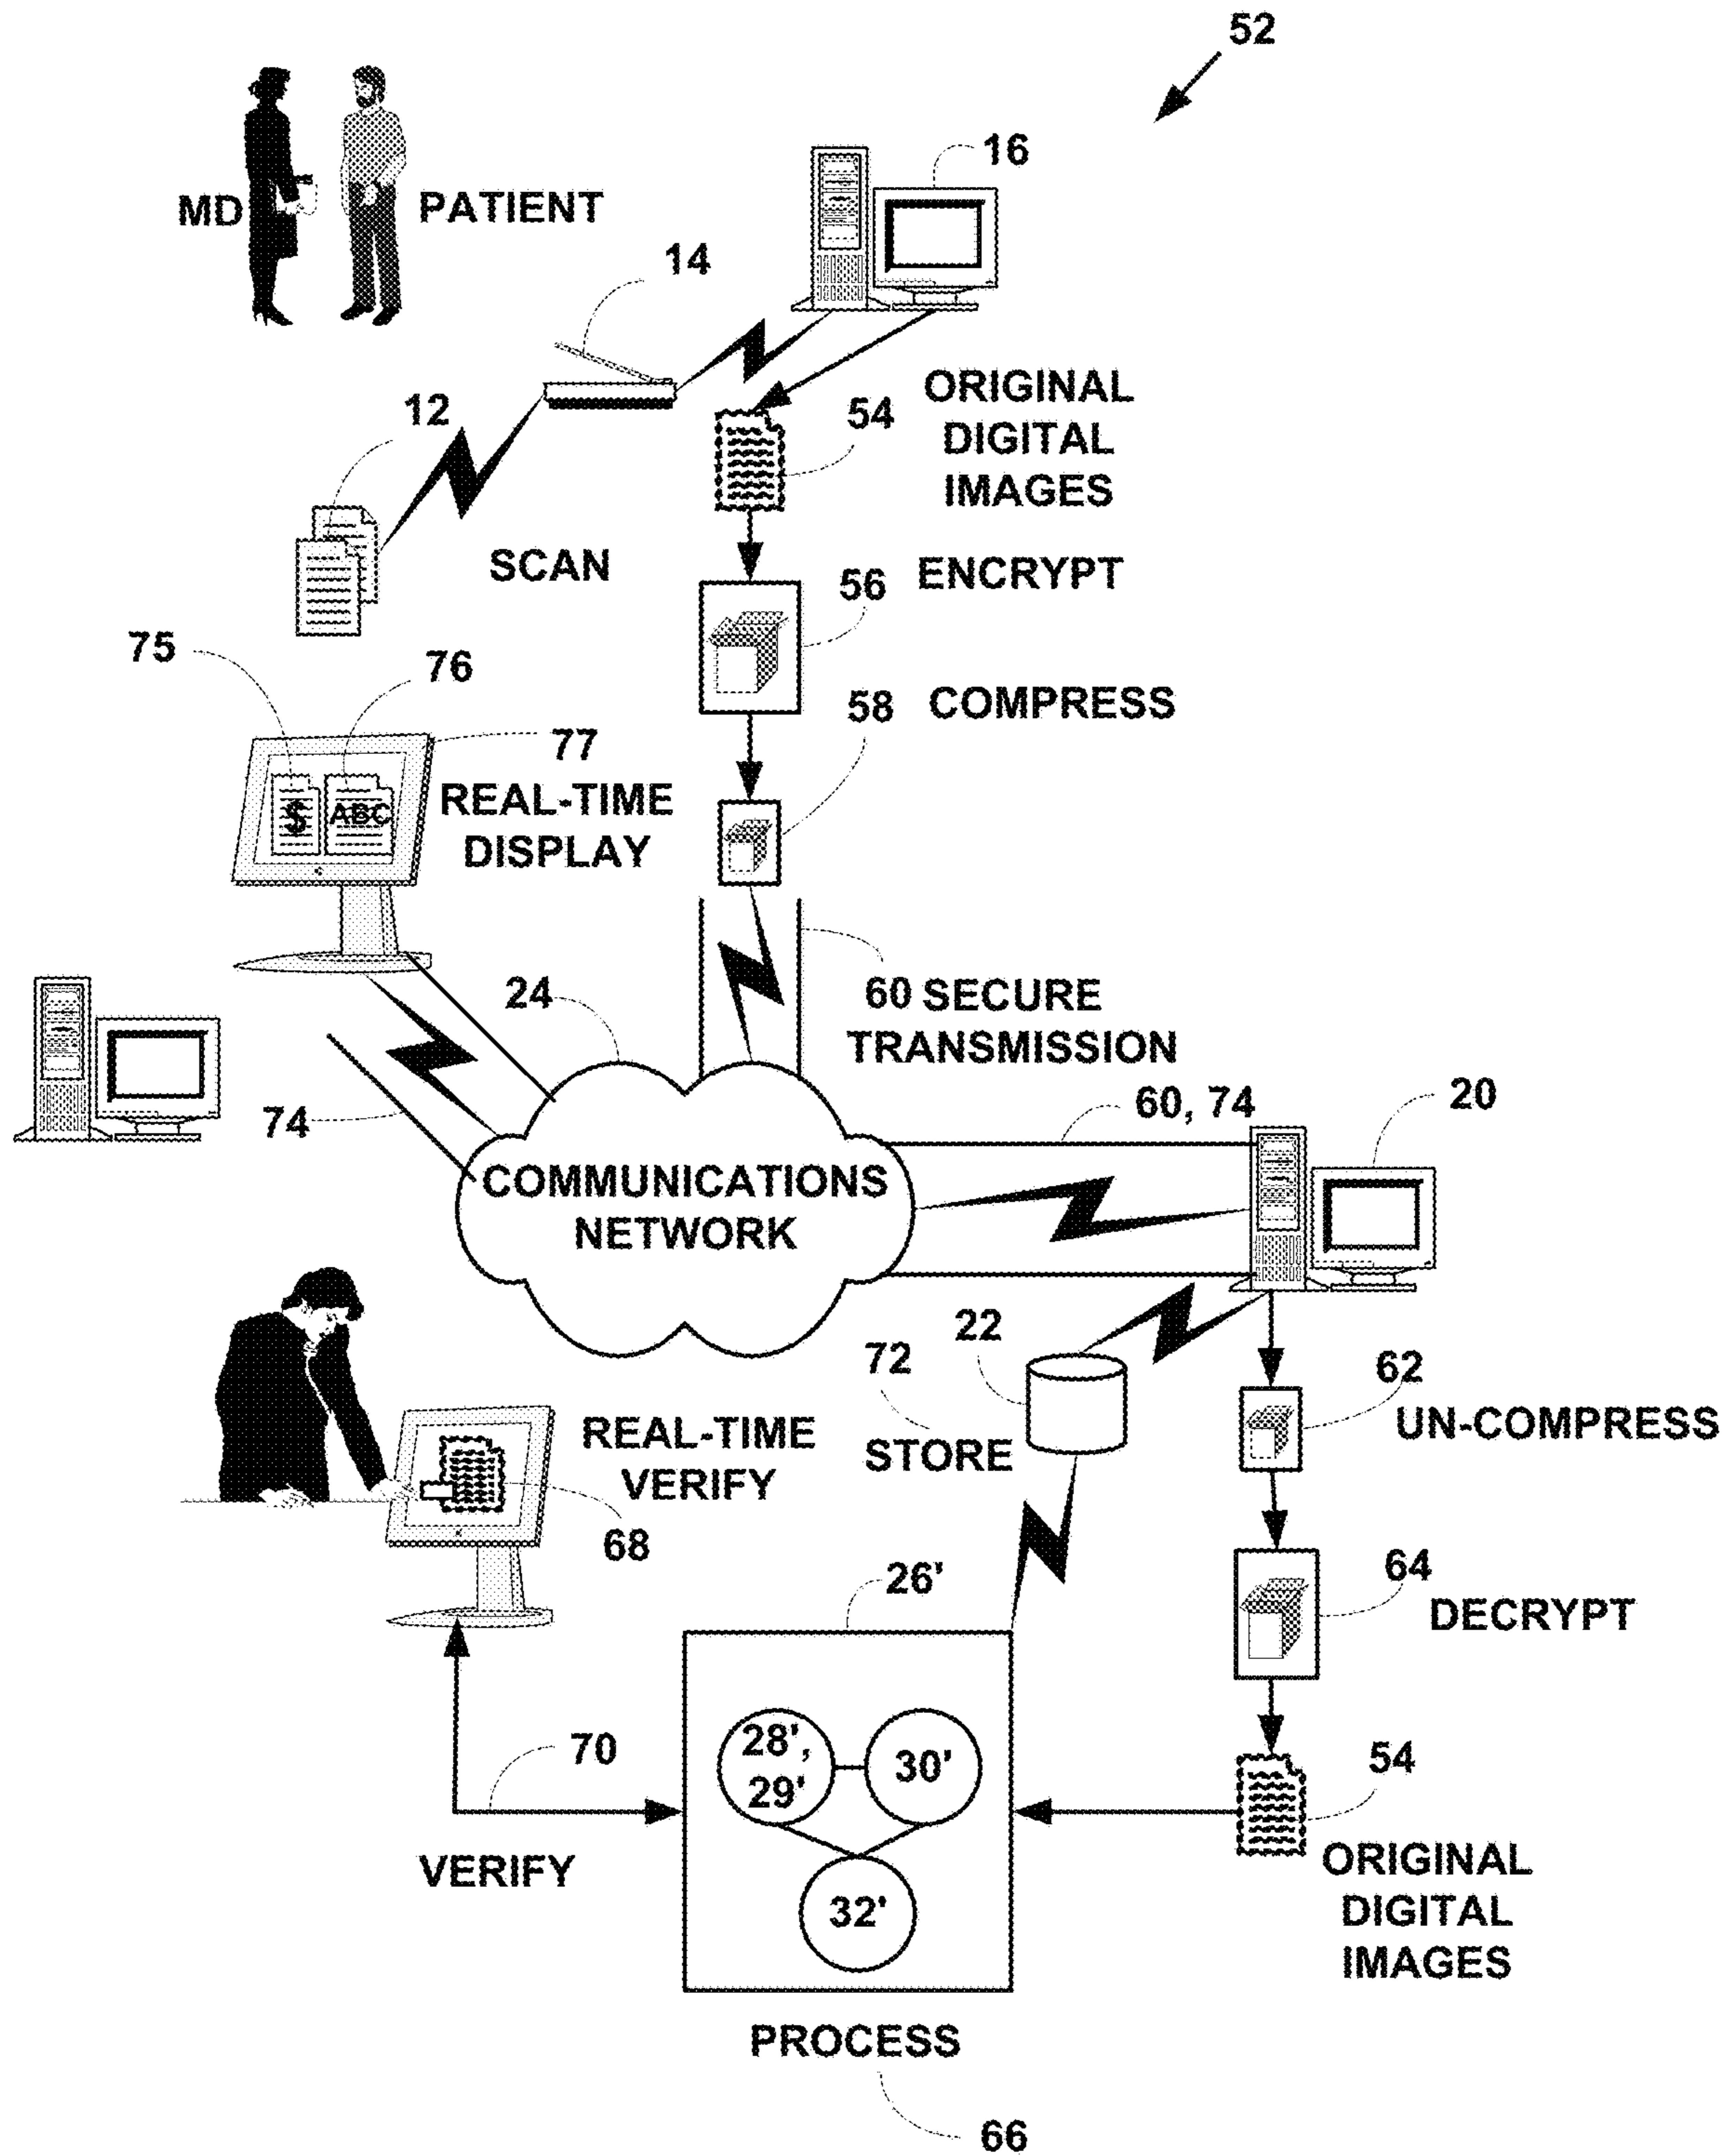 52
16
MD
PATIENT
14
12
ORIGINAL
54
DIGITAL
IMAGES
SCAN
56
ENCRYPT
75
76
58
COMPRESS
77
REAL-TIME
DISPLAY
$
ABC
24
60 SECURE
TRANSMISSION
74
60, 74
20
COMMUNICATIONS
NETWORK
22
72
STORE
62
UN-COMPRESS
REAL-TIME
VERIFY
68
26'
64
DECRYPT
28',
29'
30'
70
54
VERIFY
32'
ORIGINAL
DIGITAL
IMAGES
PROCESS
66